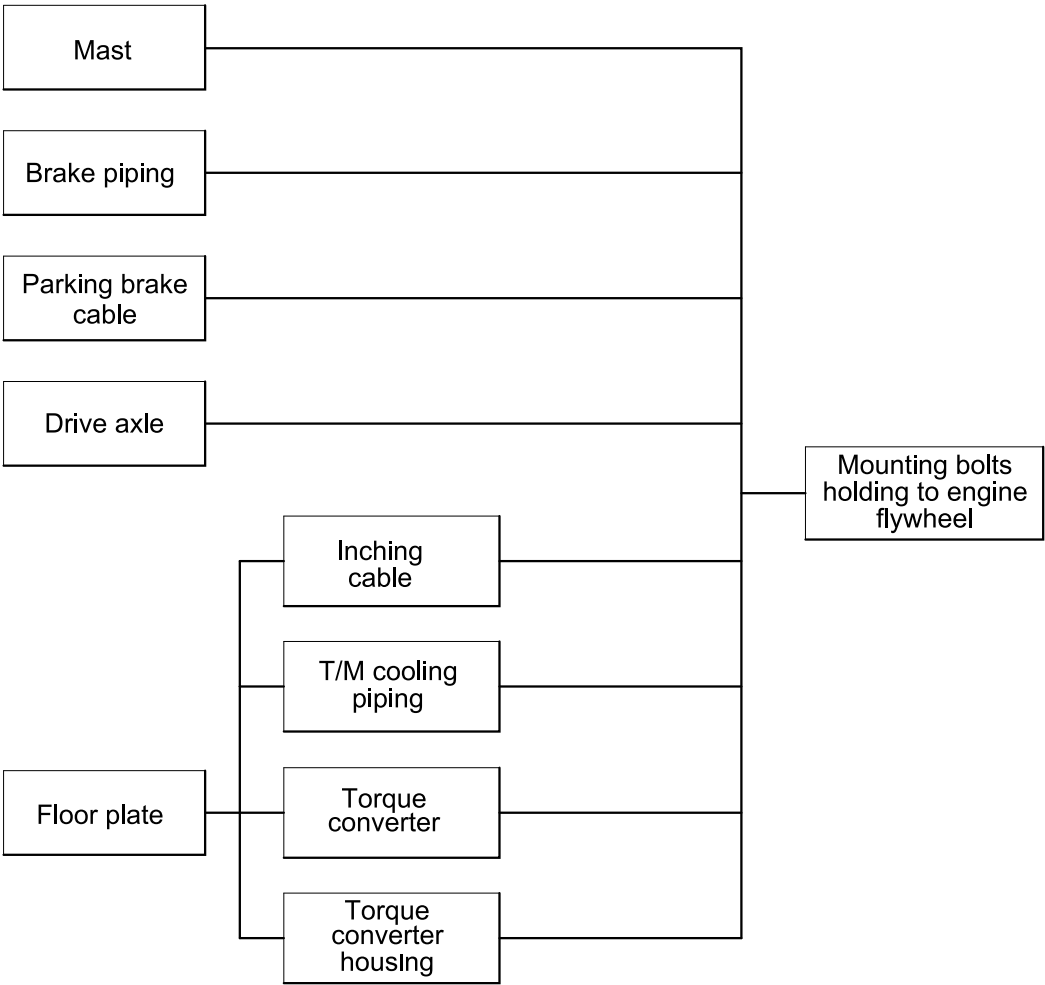 Mast
Brake piping
Parking brake
cable
Drive axle
Mounting bolts
holding to engine
flywheel
Inching
cable
T/M cooling
piping
Floor plate
Torque
converter
Torque
converter
housing